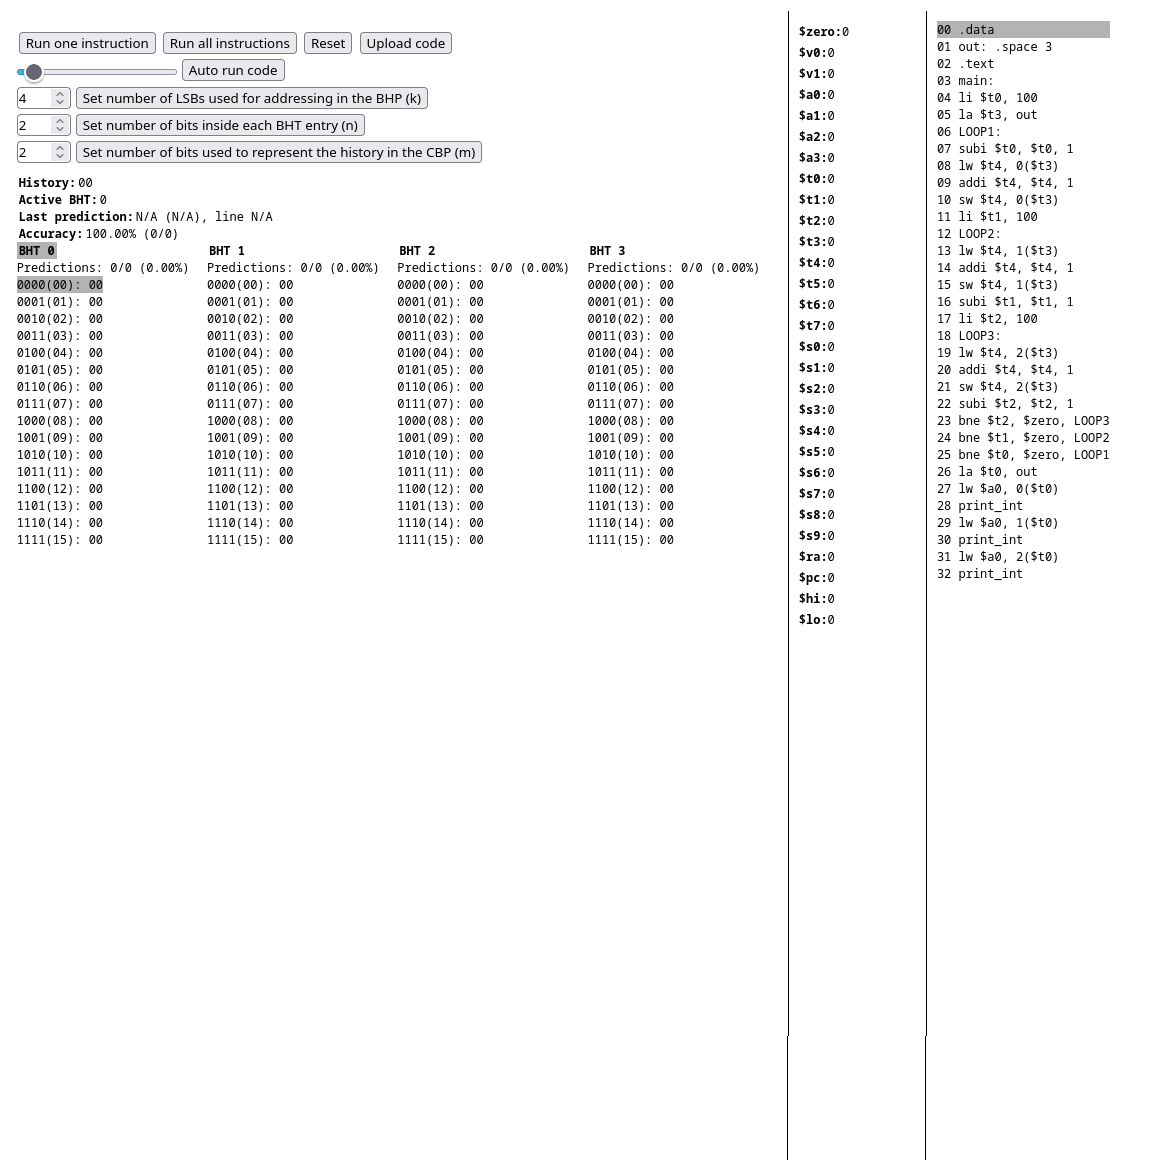 Run one instruction Run all instructions Reset Upload code
Auto run code
4 Set number of LSBs used for addressing in the BHP (k)
2 Set number of bits inside each BHT entry (n)
2 Set number of bits used to represent the history in the CBP (m)
History: 00
Active BHT: 0
Last prediction: N/A (N/A), line N/A
Accuracy: 100.00% (0/0)
BHT 0 BHT 1 BHT 2 BHT 3
Predictions: 0/0 (0.00%) Predictions: 0/0 (0.00%) Predictions: 0/0 (0.00%) Predictions: 0/0 (0.00%)
0000(00): 00 0000(00): 00 0000(00): 00 0000(00): 00
0001(01): 00 0001(01): 00 0001(01): 00 0001(01): 00
0010(02): 00 0010(02): 00 0010(02): 00 0010(02): 00
0011(03): 00 0011(03): 00 0011(03): 00 0011(03): 00
0100(04): 00 0100(04): 00 0100(04): 00 0100(04): 00
0101(05): 00 0101(05): 00 0101(05): 00 0101(05): 00
0110(06): 00 0110(06): 00 0110(06): 00 0110(06): 00
0111(07): 00 0111(07): 00 0111(07): 00 0111(07): 00
1000(08): 00 1000(08): 00 1000(08): 00 1000(08): 00
1001(09): 00 1001(09): 00 1001(09): 00 1001(09): 00
1010(10): 00 1010(10): 00 1010(10): 00 1010(10): 00
1011(11): 00 1011(11): 00 1011(11): 00 1011(11): 00
1100(12): 00 1100(12): 00 1100(12): 00 1100(12): 00
1101(13): 00 1101(13): 00 1101(13): 00 1101(13): 00
1110(14): 00 1110(14): 00 1110(14): 00 1110(14): 00
1111(15): 00 1111(15): 00 1111(15): 00 1111(15): 00
$zero:0
$v0:0
$v1:0
$a0:0
$a1:0
$a2:0
$a3:0
$t0:0
$t1:0
$t2:0
$t3:0
$t4:0
$t5:0
$t6:0
$t7:0
$s0:0
$s1:0
$s2:0
$s3:0
$s4:0
$s5:0
$s6:0
$s7:0
$s8:0
$s9:0
$ra:0
$pc:0
$hi:0
$lo:0
00 .data
01 out: .space 3
02 .text
03 main:
04 li $t0, 100
05 la $t3, out
06 LOOP1:
07 subi $t0, $t0, 1
08 lw $t4, 0($t3)
09 addi $t4, $t4, 1
10 sw $t4, 0($t3)
11 li $t1, 100
12 LOOP2:
13 lw $t4, 1($t3)
14 addi $t4, $t4, 1
15 sw $t4, 1($t3)
16 subi $t1, $t1, 1
17 li $t2, 100
18 LOOP3:
19 lw $t4, 2($t3)
20 addi $t4, $t4, 1
21 sw $t4, 2($t3)
22 subi $t2, $t2, 1
23 bne $t2, $zero, LOOP3
24 bne $t1, $zero, LOOP2
25 bne $t0, $zero, LOOP1
26 la $t0, out
27 lw $a0, 0($t0)
28 print_int
29 lw $a0, 1($t0)
30 print_int
31 lw $a0, 2($t0)
32 print_int